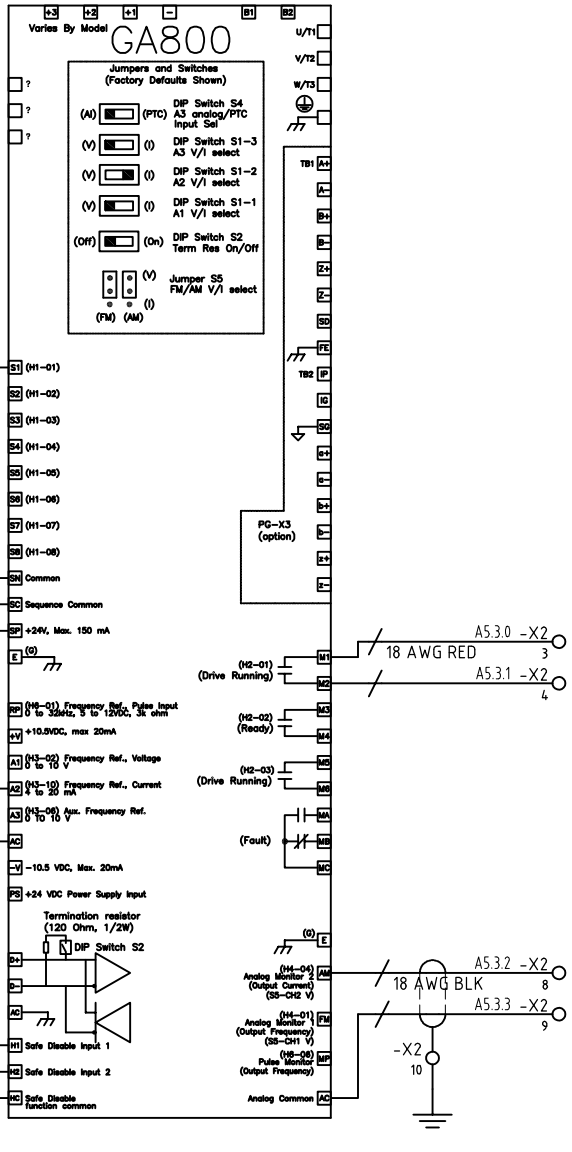 +3 +2 +1 - B1 B2
Varies By Model
GA800
U/T1
V/T2
W/T3
?
?
?
Jumpers and Switches
(Factory Defaults Shown)
(AI) (PTC) DIP Switch S4
A3 analog/PTC
Input Sel
(V) (I) DIP Switch S1-3
A3 V/I select
(V) (I) DIP Switch S1-2
A2 V/I select
(V) (I) DIP Switch S1-1
A1 V/I select
(Off) (On) DIP Switch S2
Term Res On/Off
(V) Jumper S5
FM/AM V/I select
(I)
(FM) (AM)
TB1 A+
A-
B+
B-
Z+
Z-
SD
FE
TB2 IP
IG
SG
a+
a-
b+
b-
z+
z-
PG-X3
(option)
S1 (H1-01)
S2 (H1-02)
S3 (H1-03)
S4 (H1-04)
S5 (H1-05)
S6 (H1-06)
S7 (H1-07)
S8 (H1-08)
SN Common
SC Sequence Common
SP +24V, Max. 150 mA
E (G)
RP (H6-01) Frequency Ref., Pulse Input
0 to 32kHz, 5 to 12VDC, 3k ohm
+V +10.5VDC, max 20mA
A1 (H3-02) Frequency Ref., Voltage
0 to 10 V
A2 (H3-10) Frequency Ref., Current
4 to 20 mA
A3 (H3-06) Aux. Frequency Ref.
0 TO 10 V
AC
-V -10.5 VDC, Max. 20mA
PS +24 VDC Power Supply Input
Termination resistor
(120 Ohm, 1/2W)
DIP Switch S2
D+
D-
AC
H1 Safe Disable Input 1
H2 Safe Disable Input 2
HC Safe Disable
function common
(H2-01)
(Drive Running)
M1
M2
(H2-02)
(Ready)
M3
M4
(H2-03)
(Drive Running)
M5
M6
(Fault)
MA
MB
MC
(G) E
(H4-04)
Analog Monitor 2
(Output Current)
(S5-CH2 V)
AM
(H4-01)
Analog Monitor 1
(Output Frequency)
(S5-CH1 V)
FM
(H6-06)
Pulse Monitor
(Output Frequency)
MP
Analog Common AC
A5.3.0 -X2
3
18 AWG RED
A5.3.1 -X2
4
A5.3.2 -X2
8
18 AWG BLK
A5.3.3 -X2
9
-X2
10